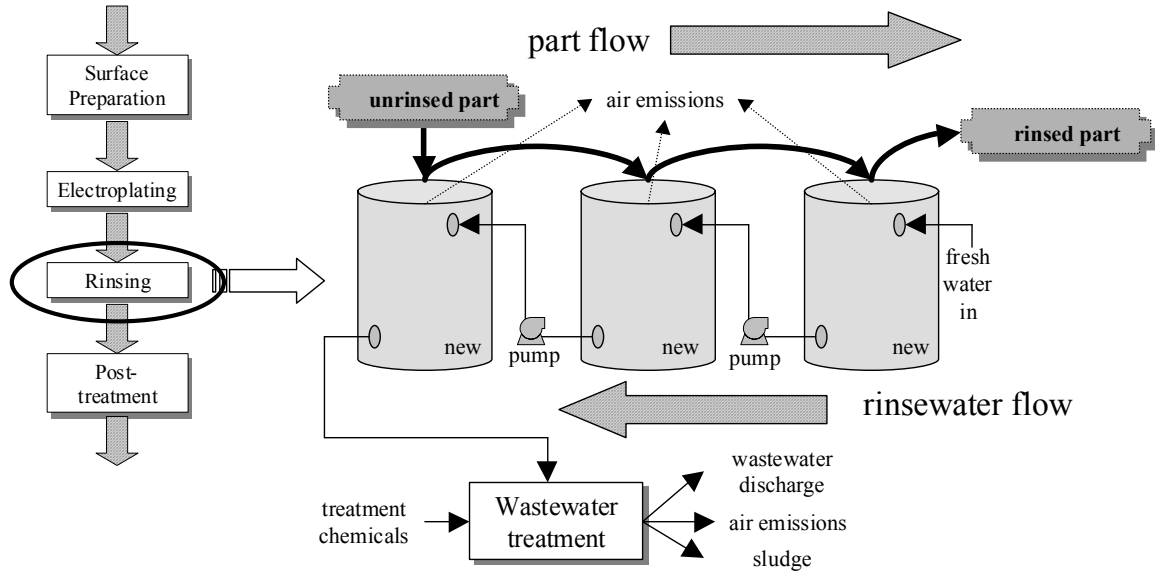 Surface
Preparation
Electroplating
Rinsing
Post-
treatment
part flow
unrinsed part
air emissions
rinsed part
new
pump
new
pump
new
fresh
water
in
rinsewater flow
treatment
chemicals
Wastewater
treatment
wastewater
discharge
air emissions
sludge